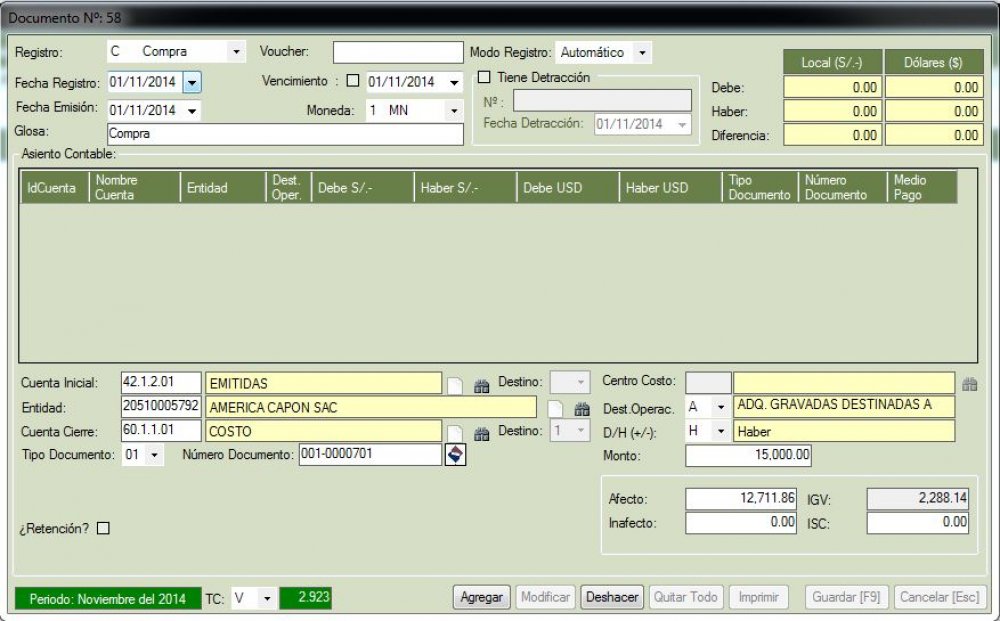 Documento Nº: 58
Registro: C Compra Voucher: Modo Registro: Automático
Local (S/.-) Dólares ($)
Fecha Registro: 01/11/2014 Vencimiento : 01/11/2014 Tiene Detracción
Debe: 0.00 0.00
Fecha Emisión: 01/11/2014 Moneda: 1 MN Nº :
Haber: 0.00 0.00
Glosa: Compra Fecha Detracción: 01/11/2014
Diferencia: 0.00 0.00
Asiento Contable:
IdCuenta Nombre Cuenta Entidad Dest. Oper. Debe S/.- Haber S/.- Debe USD Haber USD Tipo Documento Número Documento Medio Pago
Cuenta Inicial: 42.1.2.01 EMITIDAS Destino: Centro Costo:
Entidad: 20510005792 AMERICA CAPON SAC Dest.Operac. A ADQ. GRAVADAS DESTINADAS A
Cuenta Cierre: 60.1.1.01 COSTO Destino: 1 D/H (+/-): H Haber
Tipo Documento: 01 Número Documento: 001-0000701 Monto: 15,000.00
Afecto: 12,711.86 IGV: 2,288.14
¿Retención? Inafecto: 0.00 ISC: 0.00
Periodo: Noviembre del 2014 TC: V 2.923 Agregar Modificar Deshacer Quitar Todo Imprimir Guardar [F9] Cancelar [Esc]